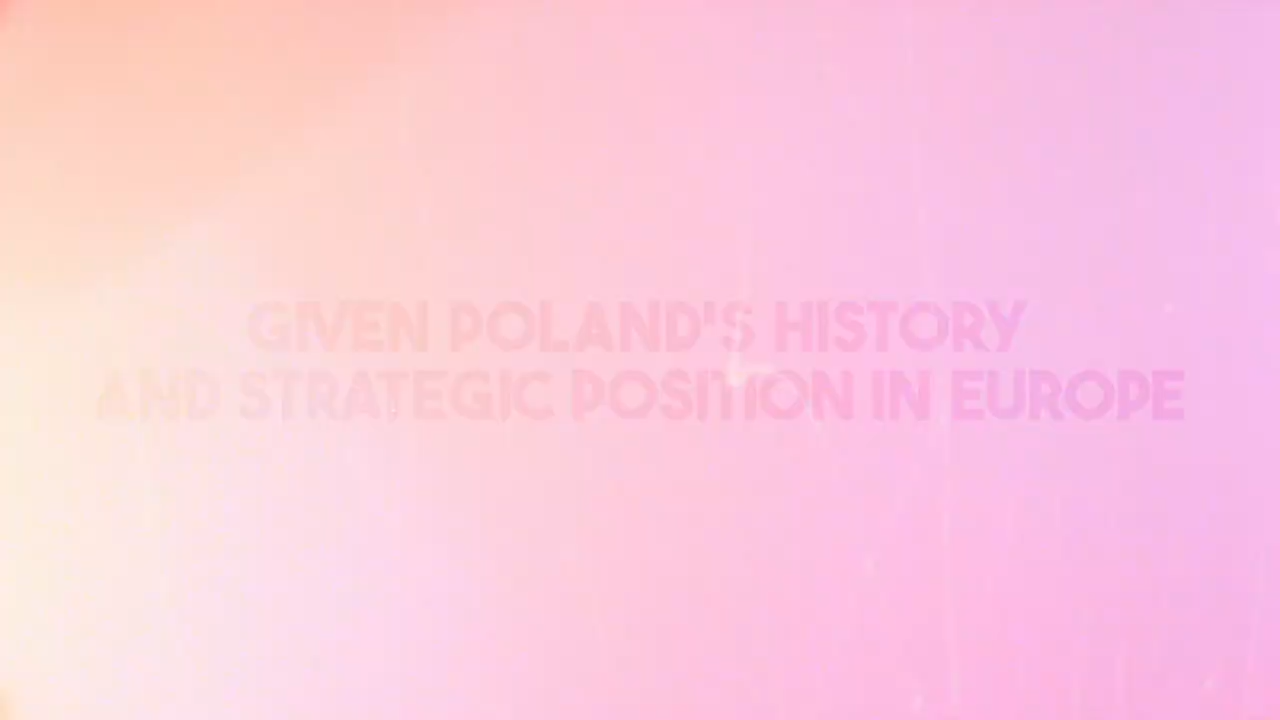 GIVEN POLAND'S HISTORY
AND STRATEGIC POSITION IN EUROPE